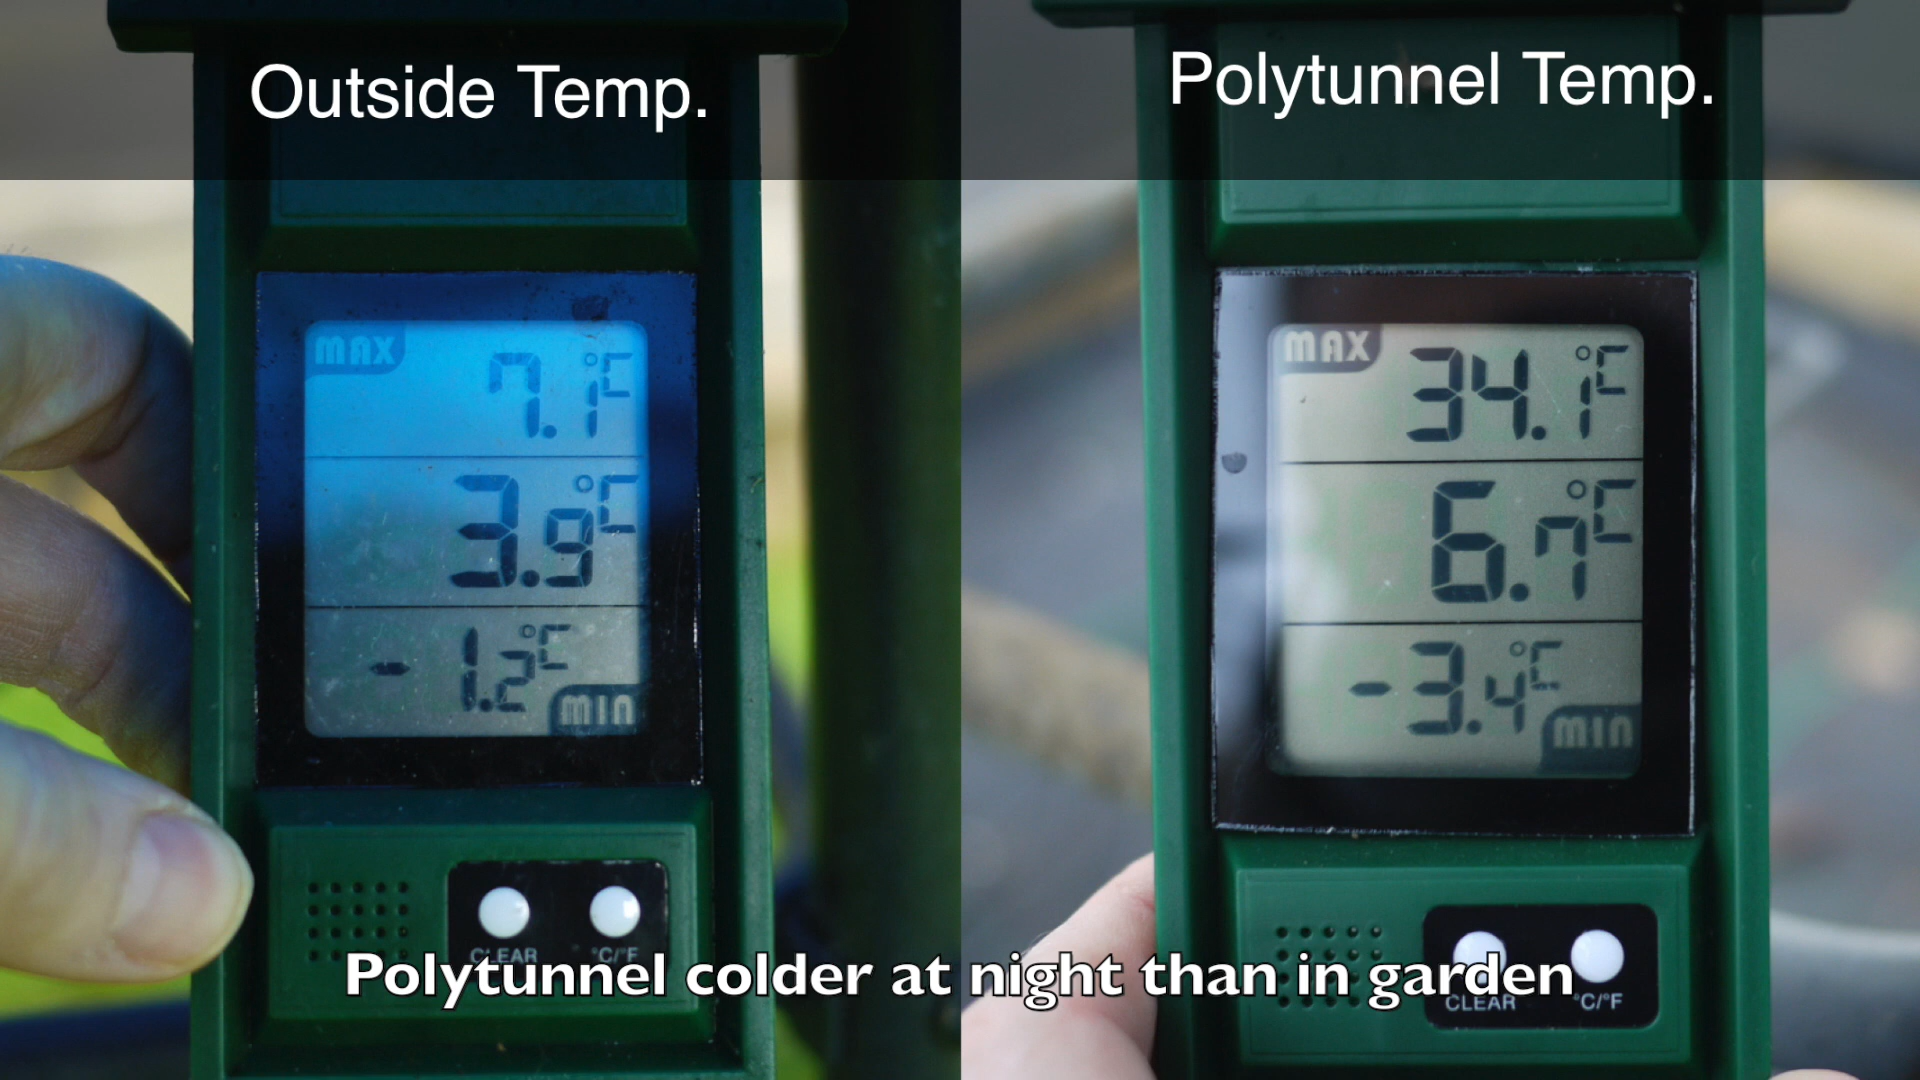 Outside Temp.
MAX
7.1°C
3.9°C
-1.2°C
MIN
CLEAR °C/°F
Polytunnel Temp.
MAX
34.1°C
6.7°C
-3.4°C
MIN
CLEAR °C/°F
Polytunnel colder at night than in garden